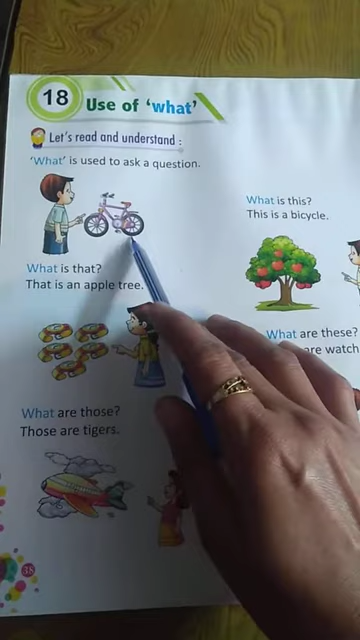 18
Use of 'what'
Let's read and understand :
'What' is used to ask a question.
What is this?
This is a bicycle.
What is that?
That is an apple tree.
What are these?
are watch
What are those?
Those are tigers.
38